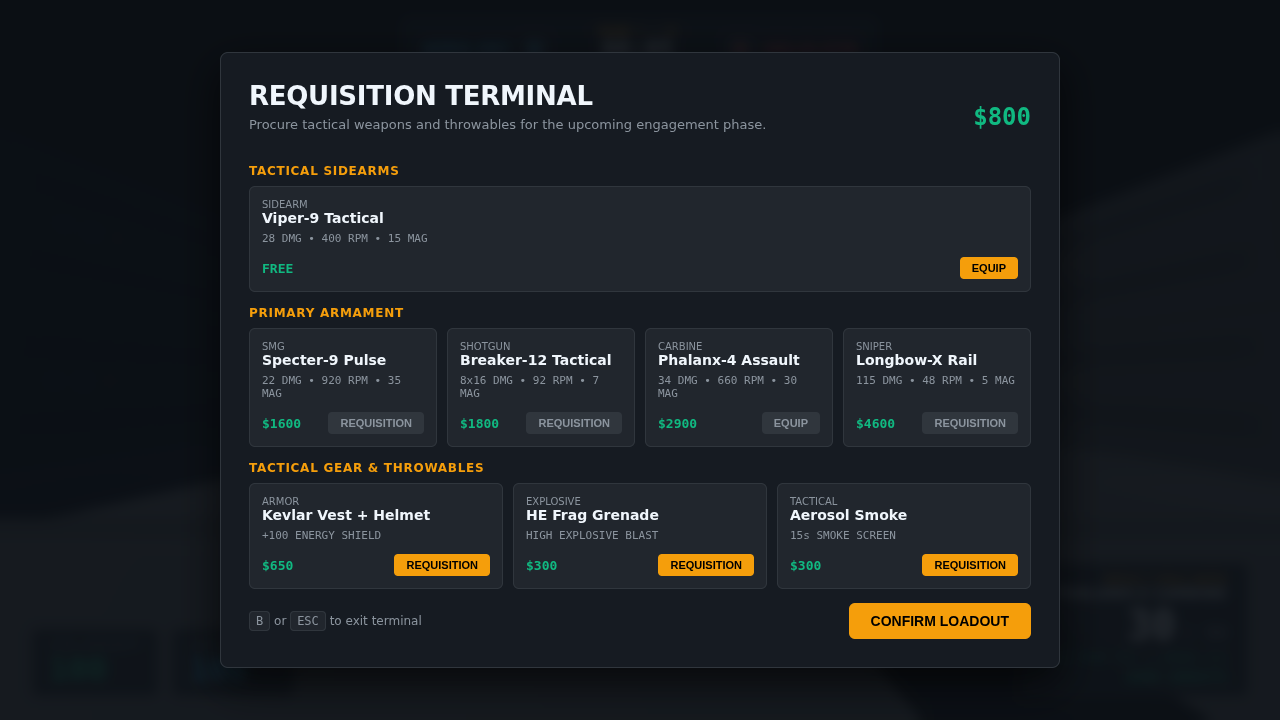 REQUISITION TERMINAL
Procure tactical weapons and throwables for the upcoming engagement phase.
$800
TACTICAL SIDEARMS
SIDEARM
Viper-9 Tactical
28 DMG • 400 RPM • 15 MAG
FREE
EQUIP
PRIMARY ARMAMENT
SMG
Specter-9 Pulse
22 DMG • 920 RPM • 35
MAG
$1600
REQUISITION
SHOTGUN
Breaker-12 Tactical
8x16 DMG • 92 RPM • 7
MAG
$1800
REQUISITION
CARBINE
Phalanx-4 Assault
34 DMG • 660 RPM • 30
MAG
$2900
EQUIP
SNIPER
Longbow-X Rail
115 DMG • 48 RPM • 5 MAG
$4600
REQUISITION
TACTICAL GEAR & THROWABLES
ARMOR
Kevlar Vest + Helmet
+100 ENERGY SHIELD
$650
REQUISITION
EXPLOSIVE
HE Frag Grenade
HIGH EXPLOSIVE BLAST
$300
REQUISITION
TACTICAL
Aerosol Smoke
15s SMOKE SCREEN
$300
REQUISITION
B or ESC to exit terminal
CONFIRM LOADOUT
30